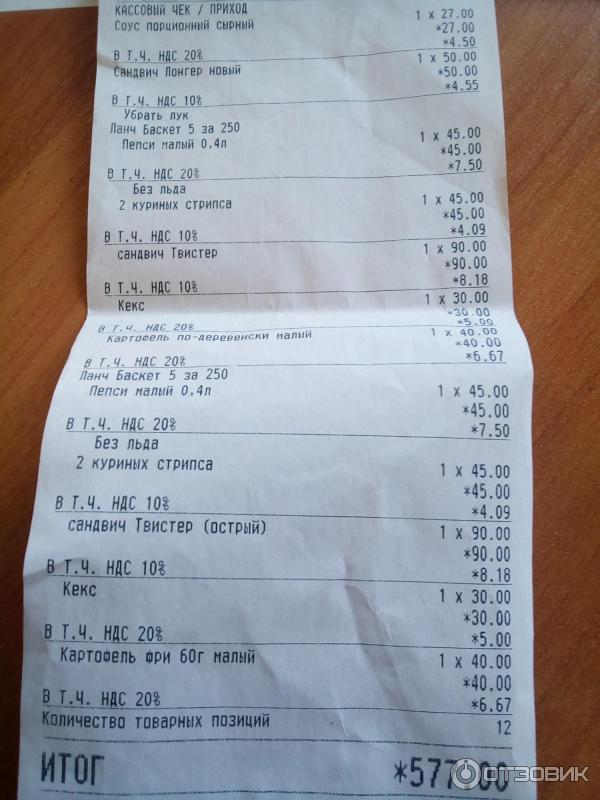 КАССОВЫЙ ЧЕК / ПРИХОД
Соус порционный сырный
1 x 27.00
*27.00
В Т.Ч. НДС 20% *4.50
Сандвич Лонгер новый 1 x 50.00
*50.00
В Т.Ч. НДС 10% *4.55
Убрать лук
Ланч Баскет 5 за 250
Пепси малый 0,4л 1 x 45.00
*45.00
В Т.Ч. НДС 20% *7.50
Без льда
2 куриных стрипса 1 x 45.00
*45.00
В Т.Ч. НДС 10% *4.09
сандвич Твистер 1 x 90.00
*90.00
В Т.Ч. НДС 10% *8.18
Кекс 1 x 30.00
*30.00
В Т.Ч. НДС 20% *5.00
Картофель по-деревенски малый 1 x 40.00
*40.00
В Т.Ч. НДС 20% *6.67
Ланч Баскет 5 за 250
Пепси малый 0,4л 1 x 45.00
*45.00
В Т.Ч. НДС 20% *7.50
Без льда
2 куриных стрипса 1 x 45.00
*45.00
В Т.Ч. НДС 10% *4.09
сандвич Твистер (острый) 1 x 90.00
*90.00
В Т.Ч. НДС 10% *8.18
Кекс 1 x 30.00
*30.00
В Т.Ч. НДС 20% *5.00
Картофель фри 60г малый 1 x 40.00
*40.00
В Т.Ч. НДС 20% *6.67
Количество товарных позиций 12
ИТОГ *577.00
ОТЗОВИК